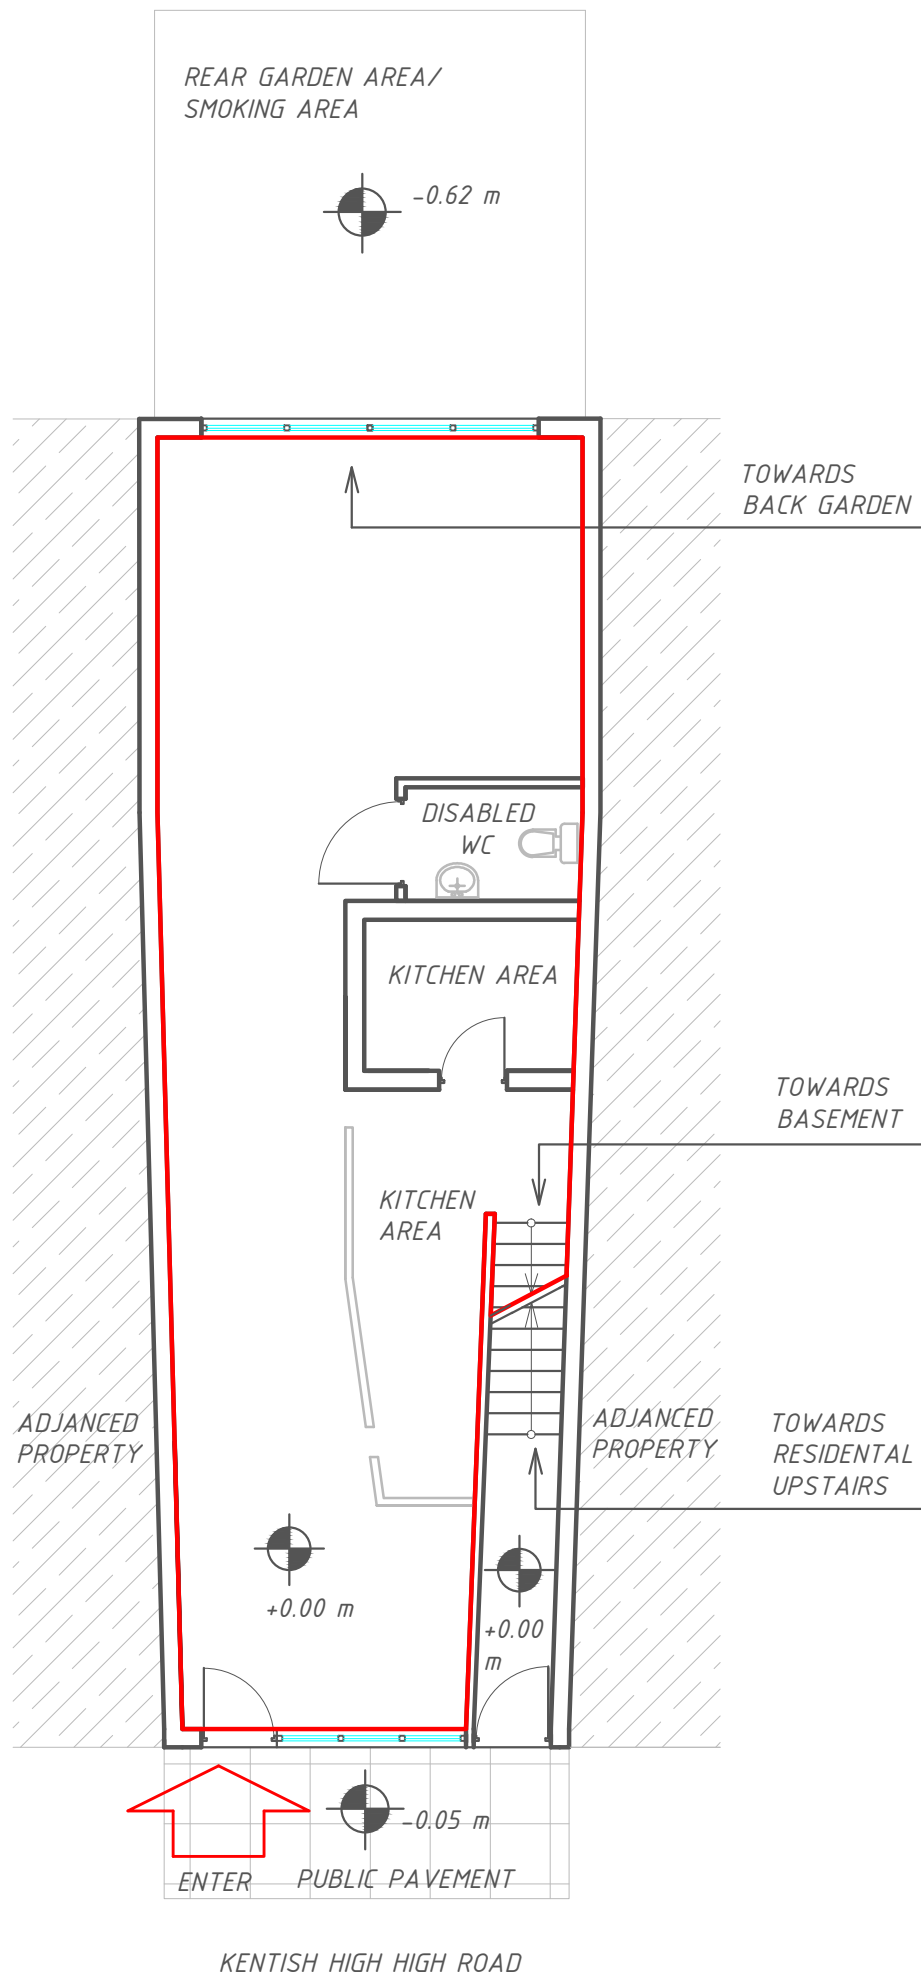 REAR GARDEN AREA/
SMOKING AREA
-0.62 m
TOWARDS
BACK GARDEN
DISABLED
WC
KITCHEN AREA
TOWARDS
BASEMENT
KITCHEN
AREA
ADJANCED
PROPERTY
ADJANCED
PROPERTY
TOWARDS
RESIDENTAL
UPSTAIRS
+0.00 m
+0.00
m
-0.05 m
ENTER
PUBLIC PAVEMENT
KENTISH HIGH HIGH ROAD